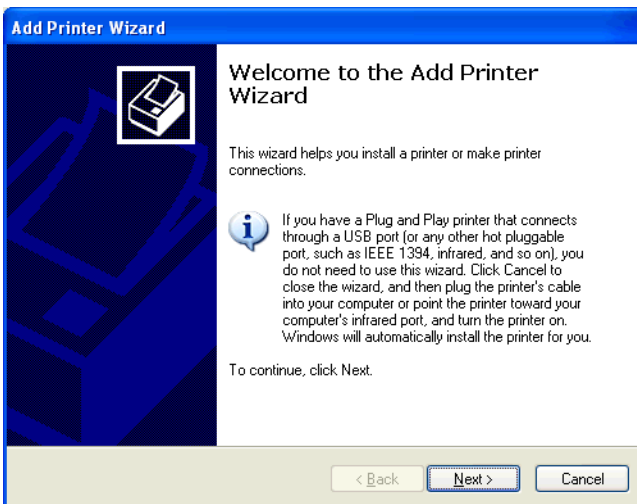 Add Printer Wizard
Welcome to the Add Printer
Wizard
This wizard helps you install a printer or make printer
connections.
If you have a Plug and Play printer that connects
through a USB port (or any other hot pluggable
port, such as IEEE 1394, infrared, and so on), you
do not need to use this wizard. Click Cancel to
close the wizard, and then plug the printer's cable
into your computer or point the printer toward your
computer's infrared port, and turn the printer on.
Windows will automatically install the printer for you.
To continue, click Next.
< Back
Next >
Cancel